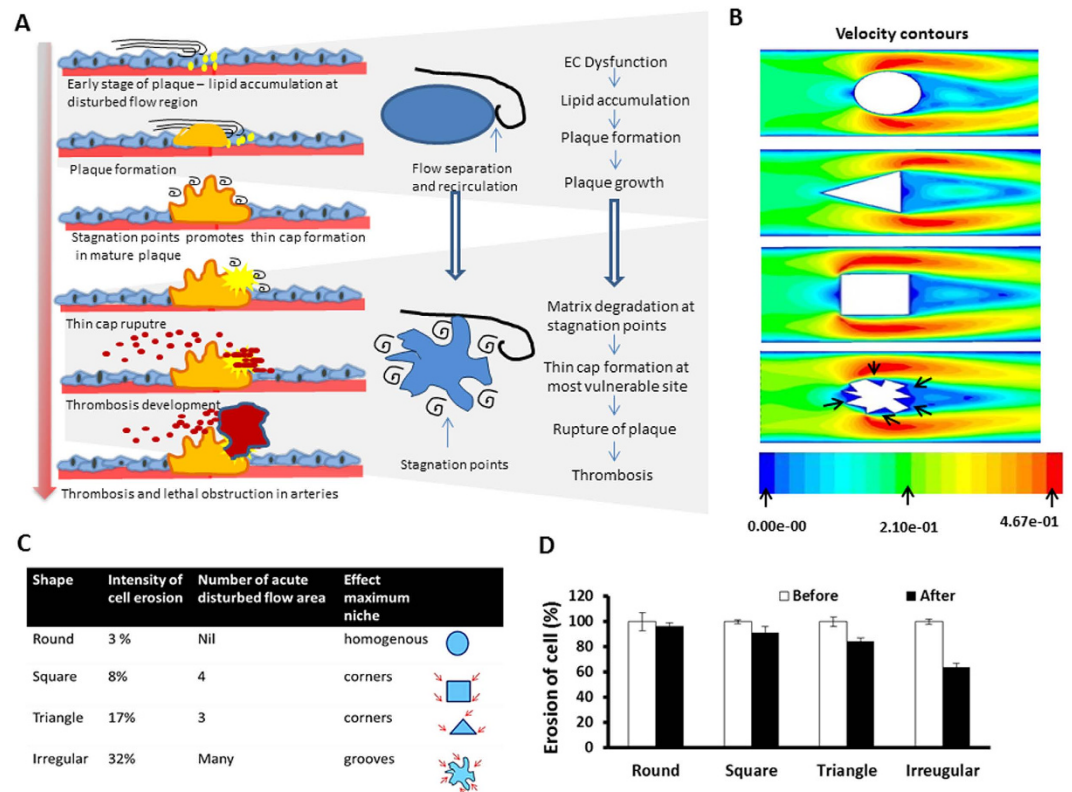 A
Early stage of plaque – lipid accumulation at
disturbed flow region
Plaque formation
Stagnation points promotes thin cap formation
in mature plaque
Thin cap ruputre
Thrombosis development
Thrombosis and lethal obstruction in arteries
Flow separation
and recirculation
Stagnation points
EC Dysfunction
Lipid accumulation
Plaque formation
Plaque growth
Matrix degradation at
stagnation points
Thin cap formation at
most vulnerable site
Rupture of plaque
Thrombosis
B
Velocity contours
0.00e-00
2.10e-01
4.67e-01
C
Shape Intensity of cell erosion Number of acute disturbed flow area Effect maximum niche
Round 3 % Nil homogenous
Square 8% 4 corners
Triangle 17% 3 corners
Irregular 32% Many grooves
D
Before After
Erosion of cell (%)
120
100
80
60
40
20
0
Round Square Triangle Irreugular